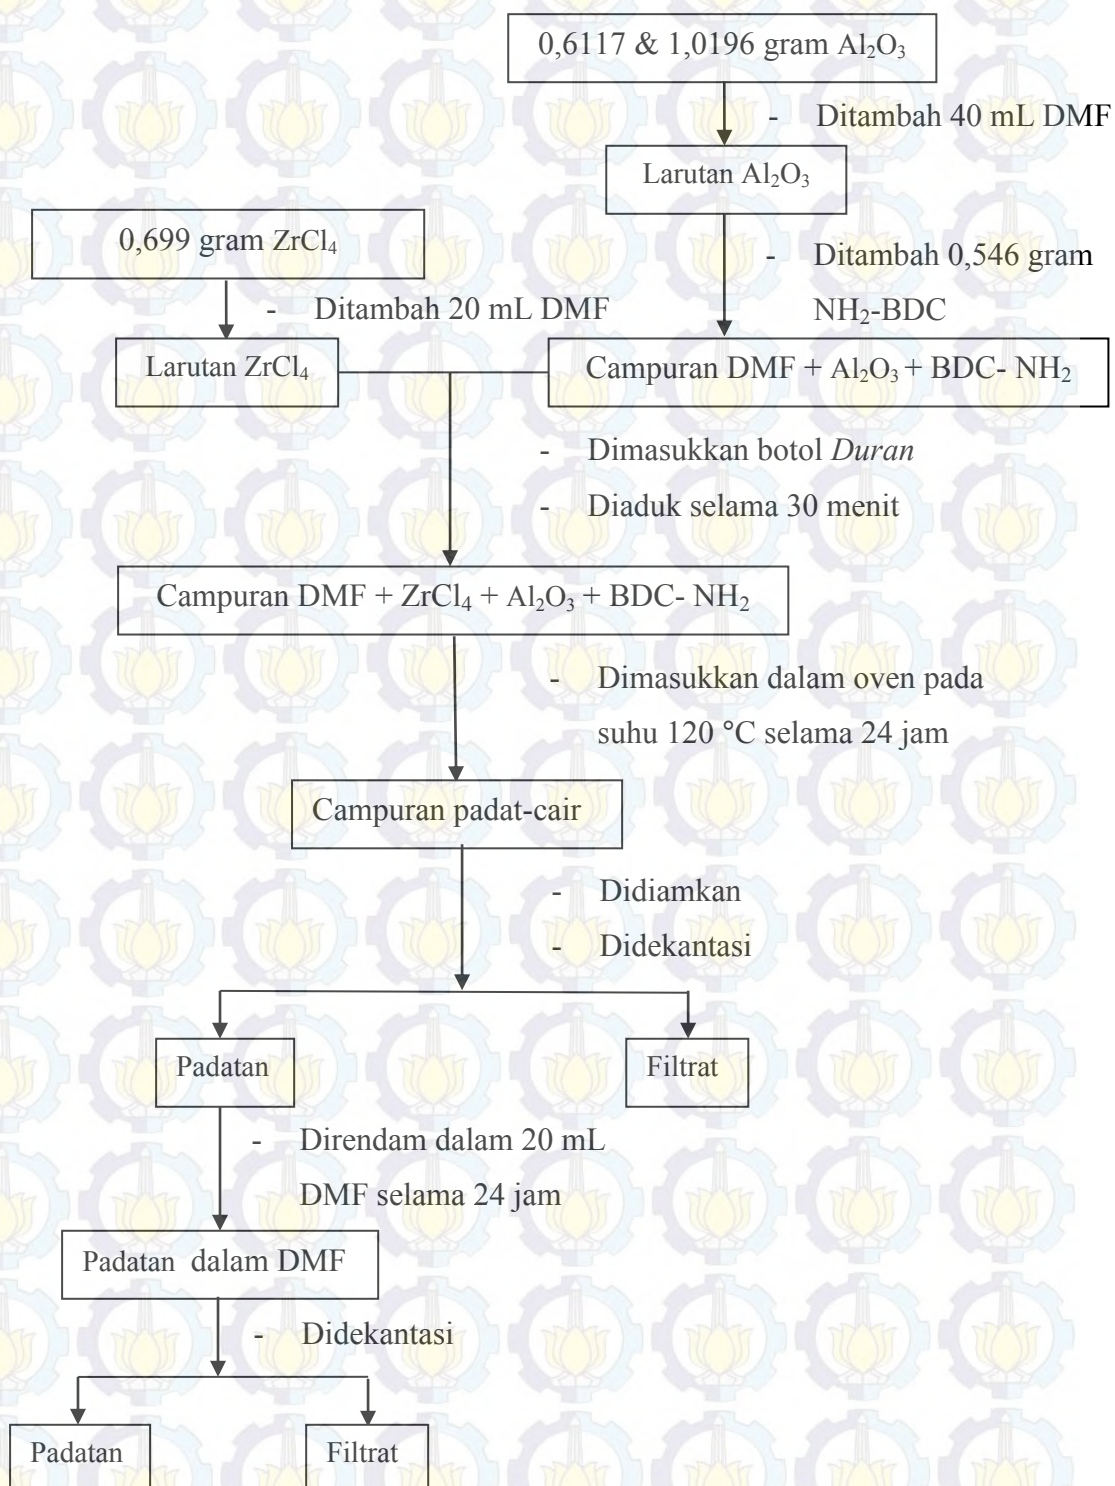 0,6117 & 1,0196 gram Al₂O₃
- Ditambah 40 mL DMF
Larutan Al₂O₃
0,699 gram ZrCl₄
- Ditambah 0,546 gram
NH₂-BDC
- Ditambah 20 mL DMF
Larutan ZrCl₄
Campuran DMF + Al₂O₃ + BDC- NH₂
- Dimasukkan botol Duran
- Diaduk selama 30 menit
Campuran DMF + ZrCl₄ + Al₂O₃ + BDC- NH₂
- Dimasukkan dalam oven pada
suhu 120 °C selama 24 jam
Campuran padat-cair
- Didiamkan
- Didekantasi
Padatan
Filtrat
- Direndam dalam 20 mL
DMF selama 24 jam
Padatan dalam DMF
- Didekantasi
Padatan
Filtrat